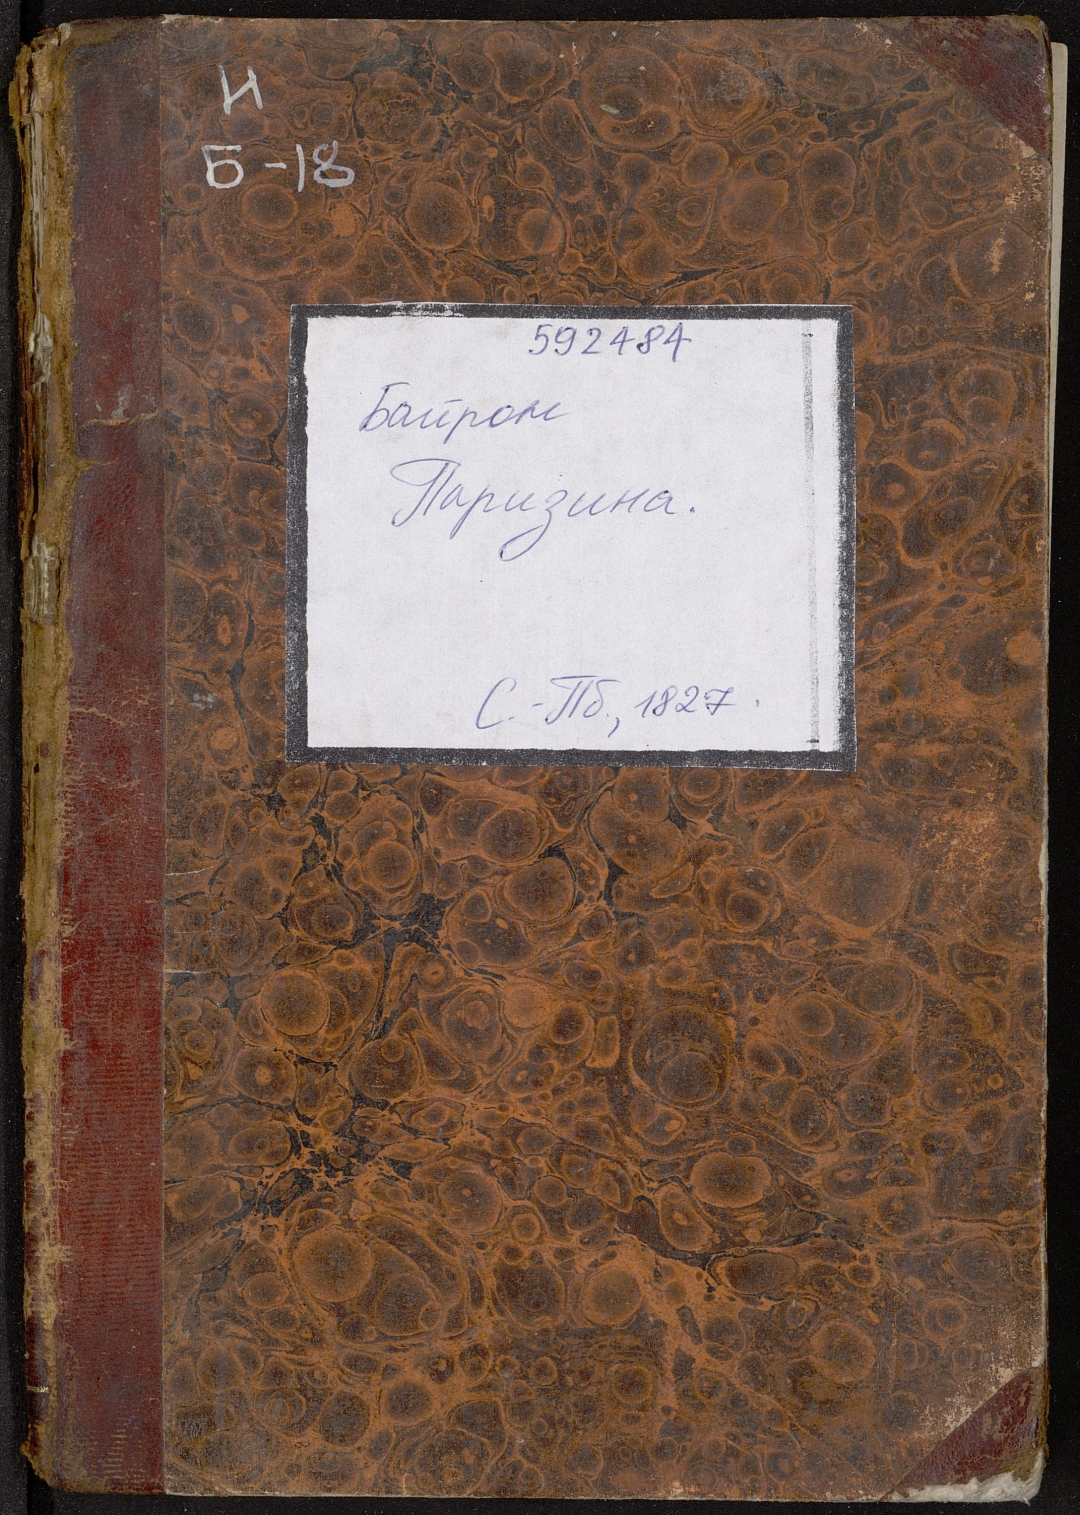 И
Б-18
592484
Байрон
Паризина.
С.-Пб., 1827.